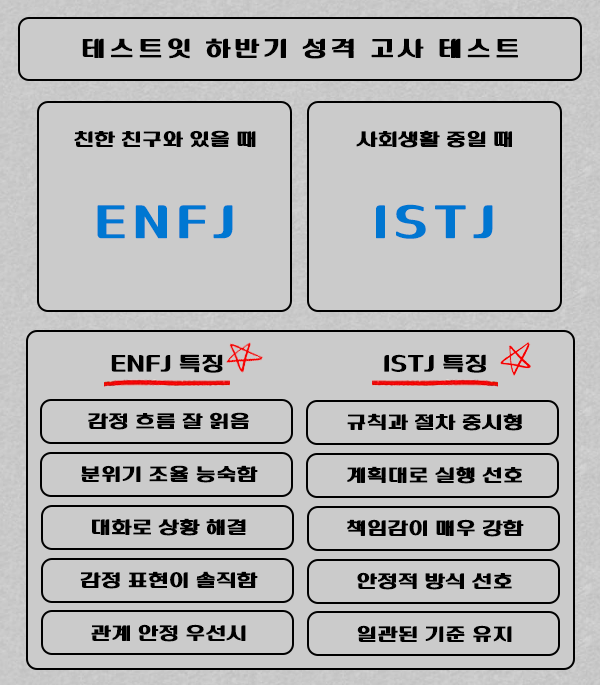 테스트잇 하반기 성격 고사 테스트
친한 친구와 있을 때
ENFJ
사회생활 중일 때
ISTJ
ENFJ 특징
ISTJ 특징
감정 흐름 잘 읽음
규칙과 절차 중시형
분위기 조율 능숙함
계획대로 실행 선호
대화로 상황 해결
책임감이 매우 강함
감정 표현이 솔직함
안정적 방식 선호
관계 안정 우선시
일관된 기준 유지